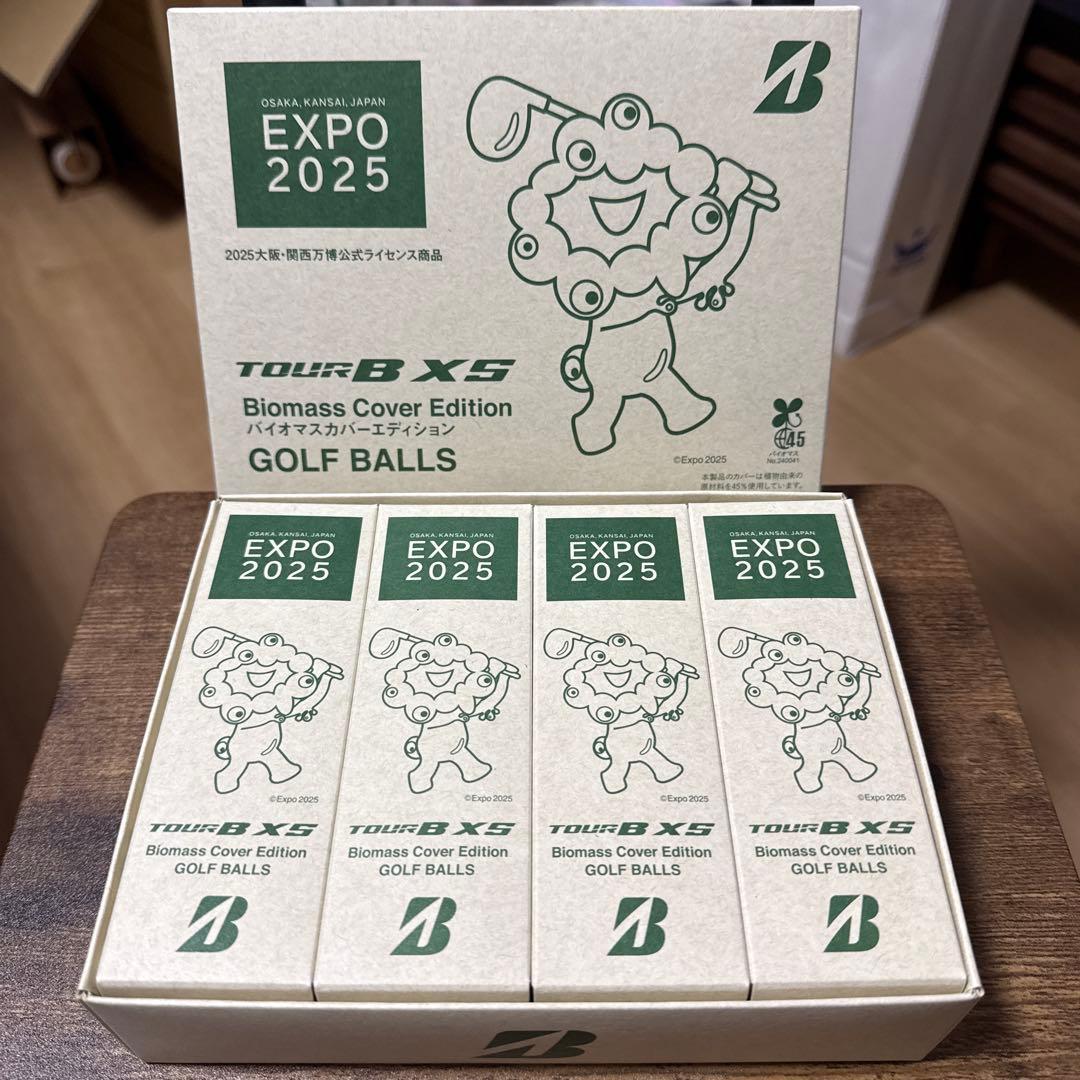 OSAKA, KANSAI, JAPAN
EXPO
2025
2025大阪・関西万博公式ライセンス商品
B
TOUR B XS
Biomass Cover Edition
バイオマスカバーエディション
GOLF BALLS
45
バイオマス
No.240041
©Expo 2025
本製品のカバーは植物由来の
原材料を45%使用しています。
OSAKA, KANSAI, JAPAN
EXPO
2025
©Expo 2025
TOUR B XS
Biomass Cover Edition
GOLF BALLS
B
OSAKA, KANSAI, JAPAN
EXPO
2025
©Expo 2025
TOUR B XS
Biomass Cover Edition
GOLF BALLS
B
OSAKA, KANSAI, JAPAN
EXPO
2025
©Expo 2025
TOUR B XS
Biomass Cover Edition
GOLF BALLS
B
OSAKA, KANSAI, JAPAN
EXPO
2025
©Expo 2025
TOUR B XS
Biomass Cover Edition
GOLF BALLS
B
B